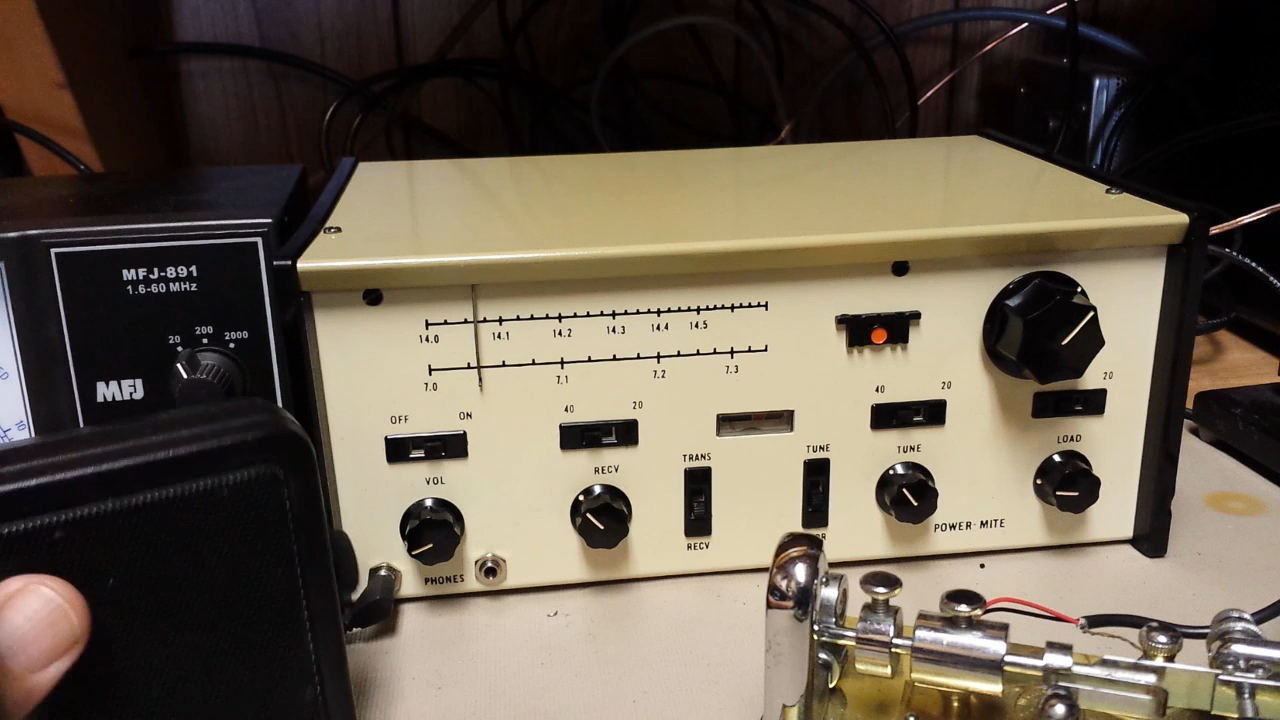 MFJ-891
1.6-60 MHz
20 200 2000
MFJ
10
14.0 14.1 14.2 14.3 14.4 14.5
7.0 7.1 7.2 7.3
OFF ON
40 20
40 20
20
VOL
RECV
TRANS
RECV
TUNE
TUNE
LOAD
PHONES
POWER-MITE